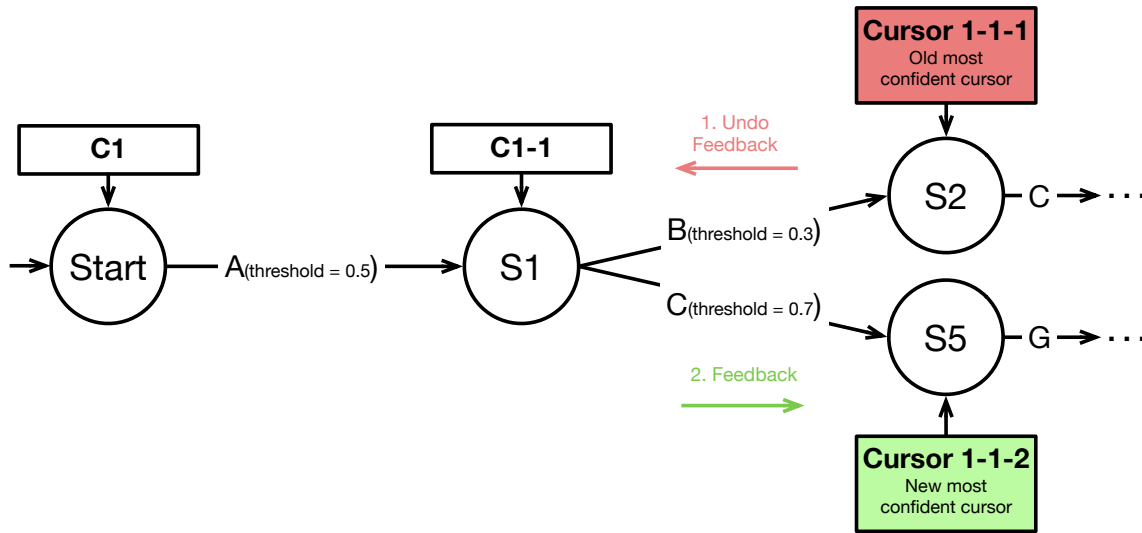 Cursor 1-1-1
Old most
confident cursor
1. Undo
Feedback
C1
C1-1
Start
A(threshold = 0.5)
S1
B(threshold = 0.3)
S2
C
...
C(threshold = 0.7)
S5
G
...
2. Feedback
Cursor 1-1-2
New most
confident cursor